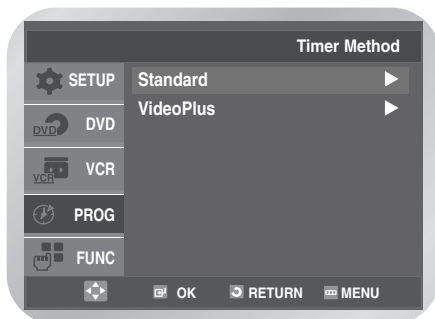 Timer Method
SETUP
Standard
VideoPlus
DVD DVD
VCR VCR
PROG
FUNC
OK RETURN MENU